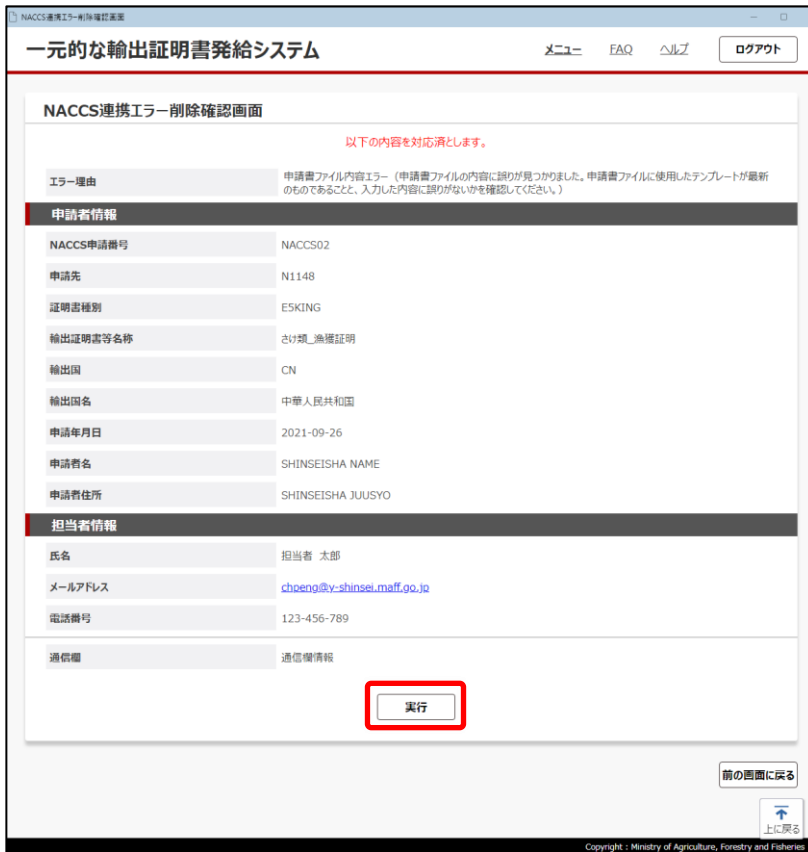 NACCS連携エラー削除確認画面
一元的な輸出証明書発給システム
メニュー FAQ ヘルプ ログアウト
NACCS連携エラー削除確認画面
以下の内容を対応済とします。
エラー理由 申請書ファイル内容エラー（申請書ファイルの内容に誤りが見つかりました。申請書ファイルに使用したテンプレートが最新
のものであることと、入力した内容に誤りがないかを確認してください。）
申請者情報
NACCS申請番号 NACCS02
申請先 N1148
証明書種別 E5KING
輸出証明書等名称 さけ類_漁獲証明
輸出国 CN
輸出国名 中華人民共和国
申請年月日 2021-09-26
申請者名 SHINSEISHA NAME
申請者住所 SHINSEISHA JUUSYO
担当者情報
氏名 担当者 太郎
メールアドレス chpeng@y-shinsei.maff.go.jp
電話番号 123-456-789
通信欄 通信欄情報
実行
前の画面に戻る
上に戻る
Copyright : Ministry of Agriculture, Forestry and Fisheries